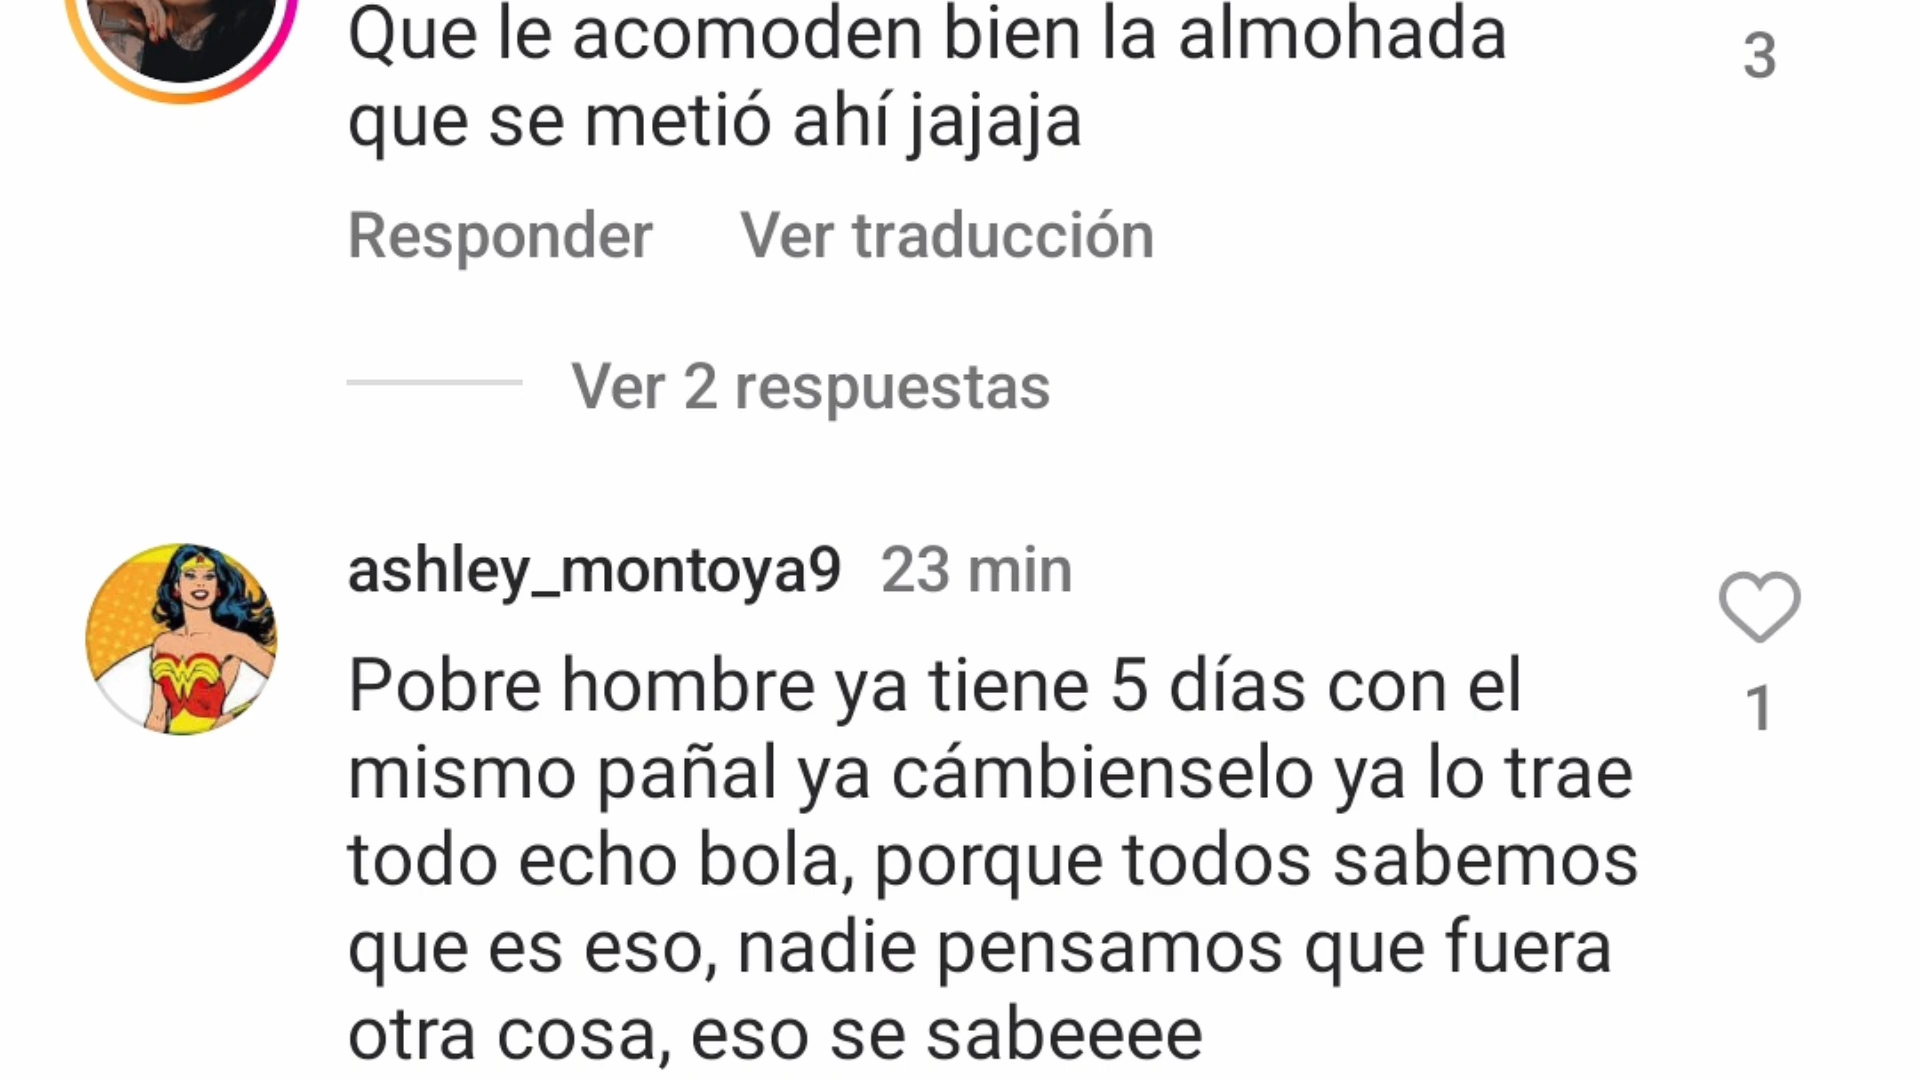 Que le acomoden bien la almohada
3
que se metió ahí jajaja
Responder Ver traducción
Ver 2 respuestas
ashley_montoya9 23 min
Pobre hombre ya tiene 5 días con el
1
mismo pañal ya cámbienselo ya lo trae
todo echo bola, porque todos sabemos
que es eso, nadie pensamos que fuera
otra cosa, eso se sabeeee